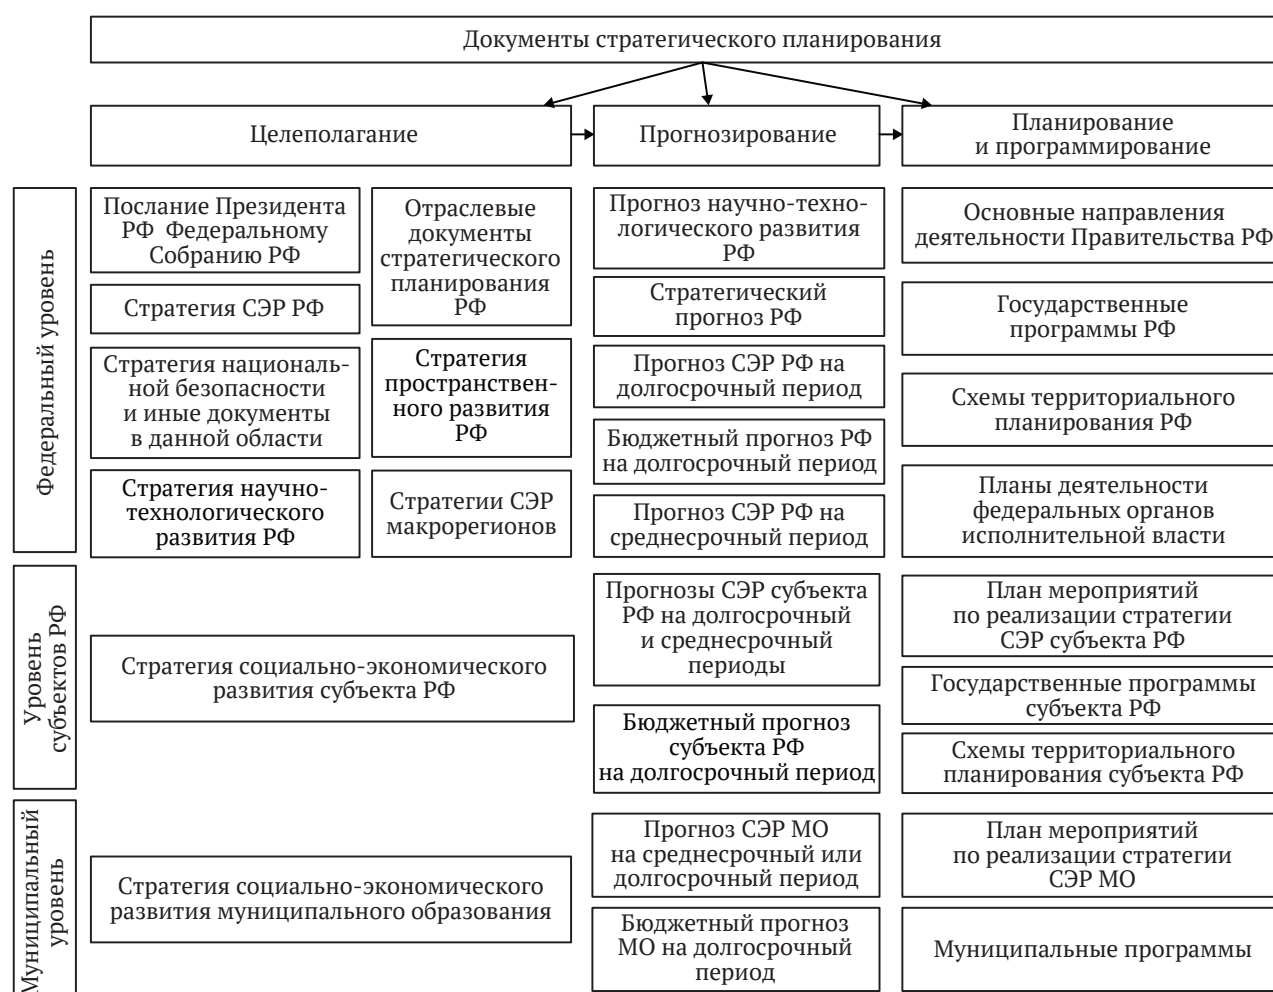 Документы стратегического планирования
Целеполагание
Прогнозирование
Планирование
и программирование
Федеральный уровень
Послание Президента
РФ Федеральному
Собранию РФ
Стратегия СЭР РФ
Стратегия националь-
ной безопасности
и иные документы
в данной области
Стратегия научно-
технологического
развития РФ
Отраслевые
документы
стратегического
планирования
РФ
Стратегия
пространствен-
ного развития
РФ
Стратегии СЭР
макрорегионов
Прогноз научно-техно-
логического развития
РФ
Стратегический
прогноз РФ
Прогноз СЭР РФ на
долгосрочный период
Бюджетный прогноз РФ
на долгосрочный период
Прогноз СЭР РФ на
среднесрочный период
Основные направления
деятельности Правительства РФ
Государственные
программы РФ
Схемы территориального
планирования РФ
Планы деятельности
федеральных органов
исполнительной власти
Уровень
субъектов РФ
Стратегия социально-экономического
развития субъекта РФ
Прогнозы СЭР субъекта
РФ на долгосрочный
и среднесрочный
периоды
Бюджетный прогноз
субъекта РФ
на долгосрочный период
План мероприятий
по реализации стратегии
СЭР субъекта РФ
Государственные программы
субъекта РФ
Схемы территориального
планирования субъекта РФ
Муниципальный
уровень
Стратегия социально-экономического
развития муниципального образования
Прогноз СЭР МО
на среднесрочный или
долгосрочный период
Бюджетный прогноз
МО на долгосрочный
период
План мероприятий
по реализации стратегии
СЭР МО
Муниципальные программы